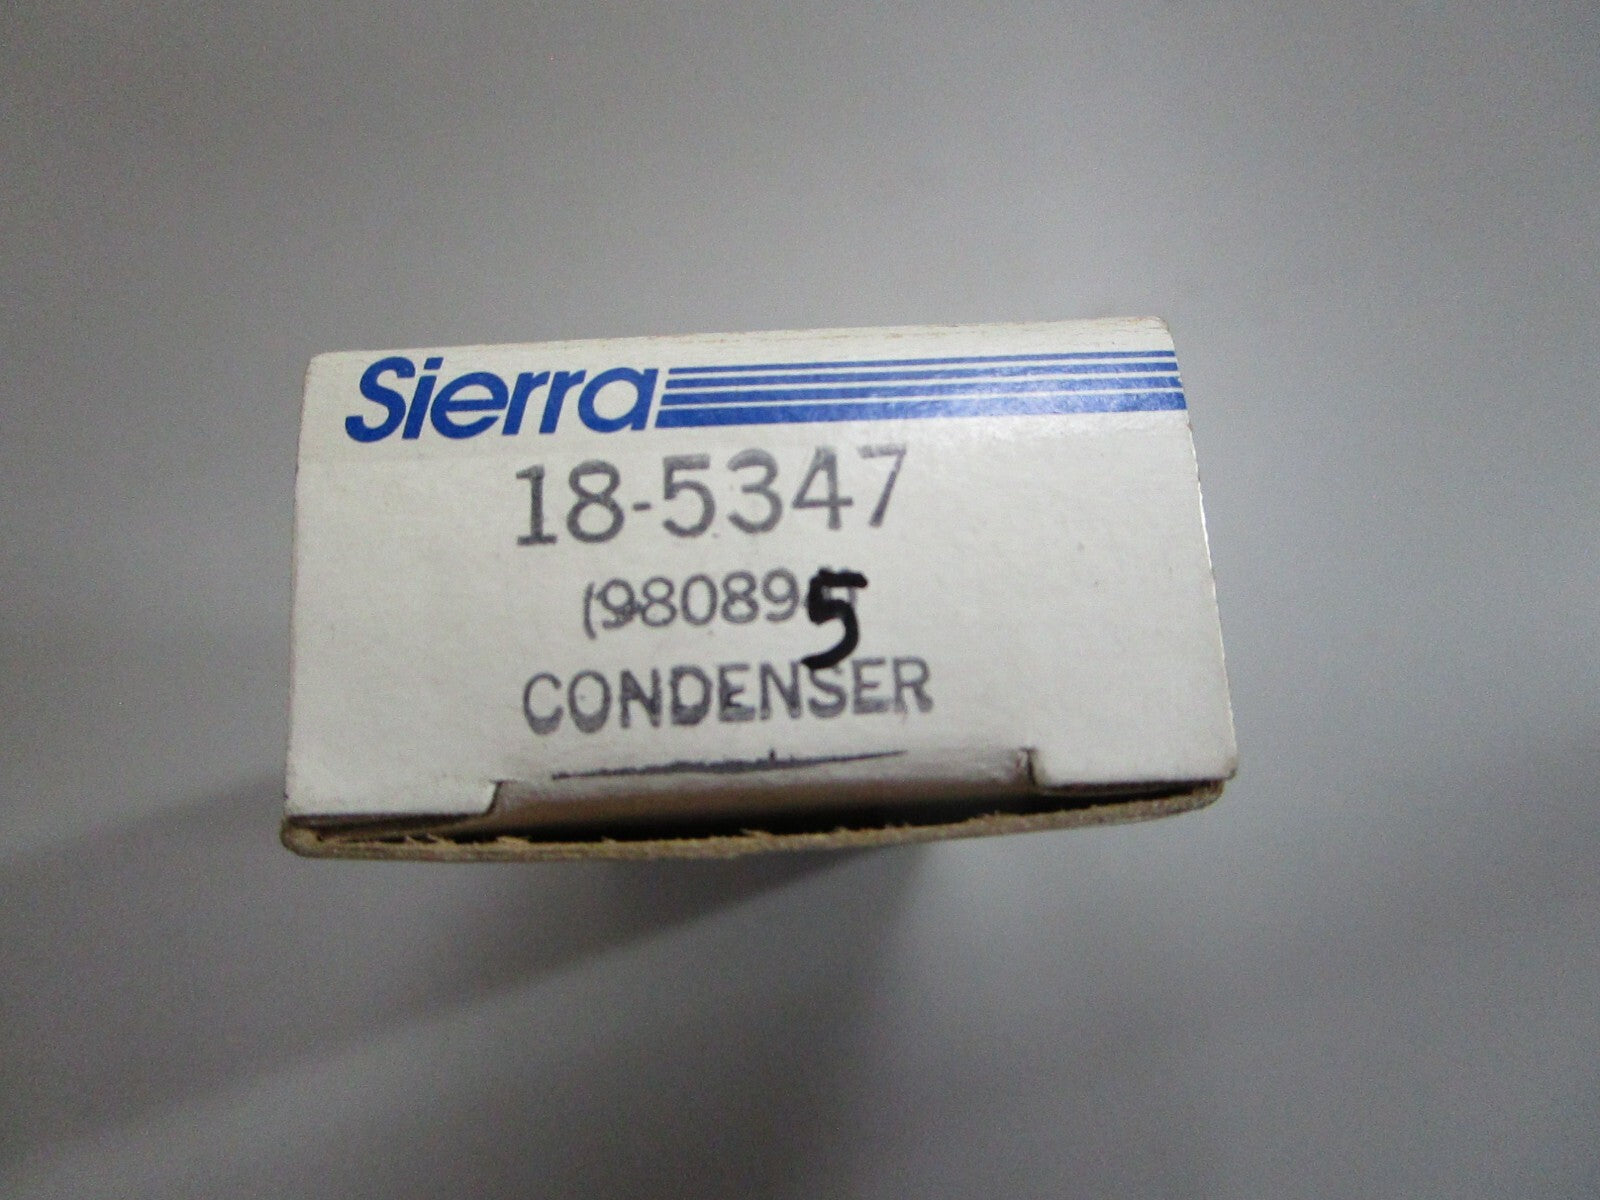 Sierra
18-5347
(980895)
CONDENSER